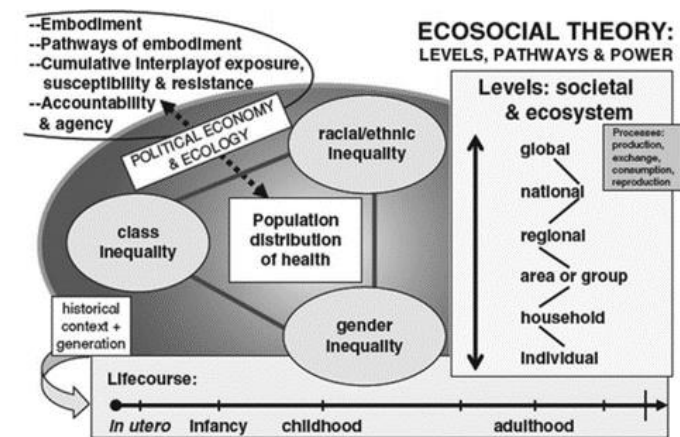 --Embodiment
--Pathways of embodiment
--Cumulative Interplayof exposure,
susceptibility & resistance
--Accountability
& agency
ECOSOCIAL THEORY:
LEVELS, PATHWAYS & POWER
POLITICAL ECONOMY
& ECOLOGY
racial/ethnic
Inequality
class
Inequality
Population
distribution
of health
gender
Inequality
historical
context +
generation
Levels: societal
& ecosystem
global
national
regional
area or group
household
Individual
Processes:
production,
exchange,
consumption,
reproduction
Lifecourse:
In utero Infancy childhood adulthood